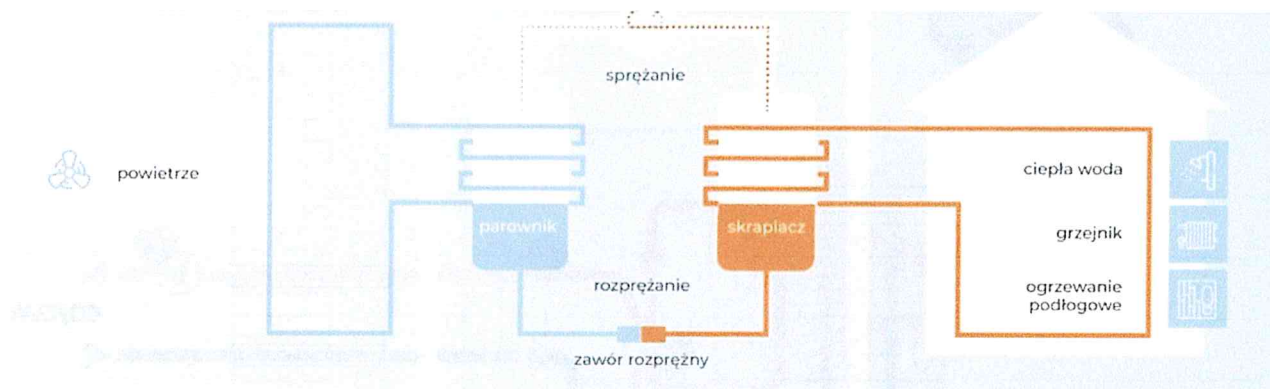 sprężanie
powietrze
ciepła woda
parownik
skraplacz
grzejnik
rozprężanie
ogrzewanie
podłogowe
zawór rozprężny